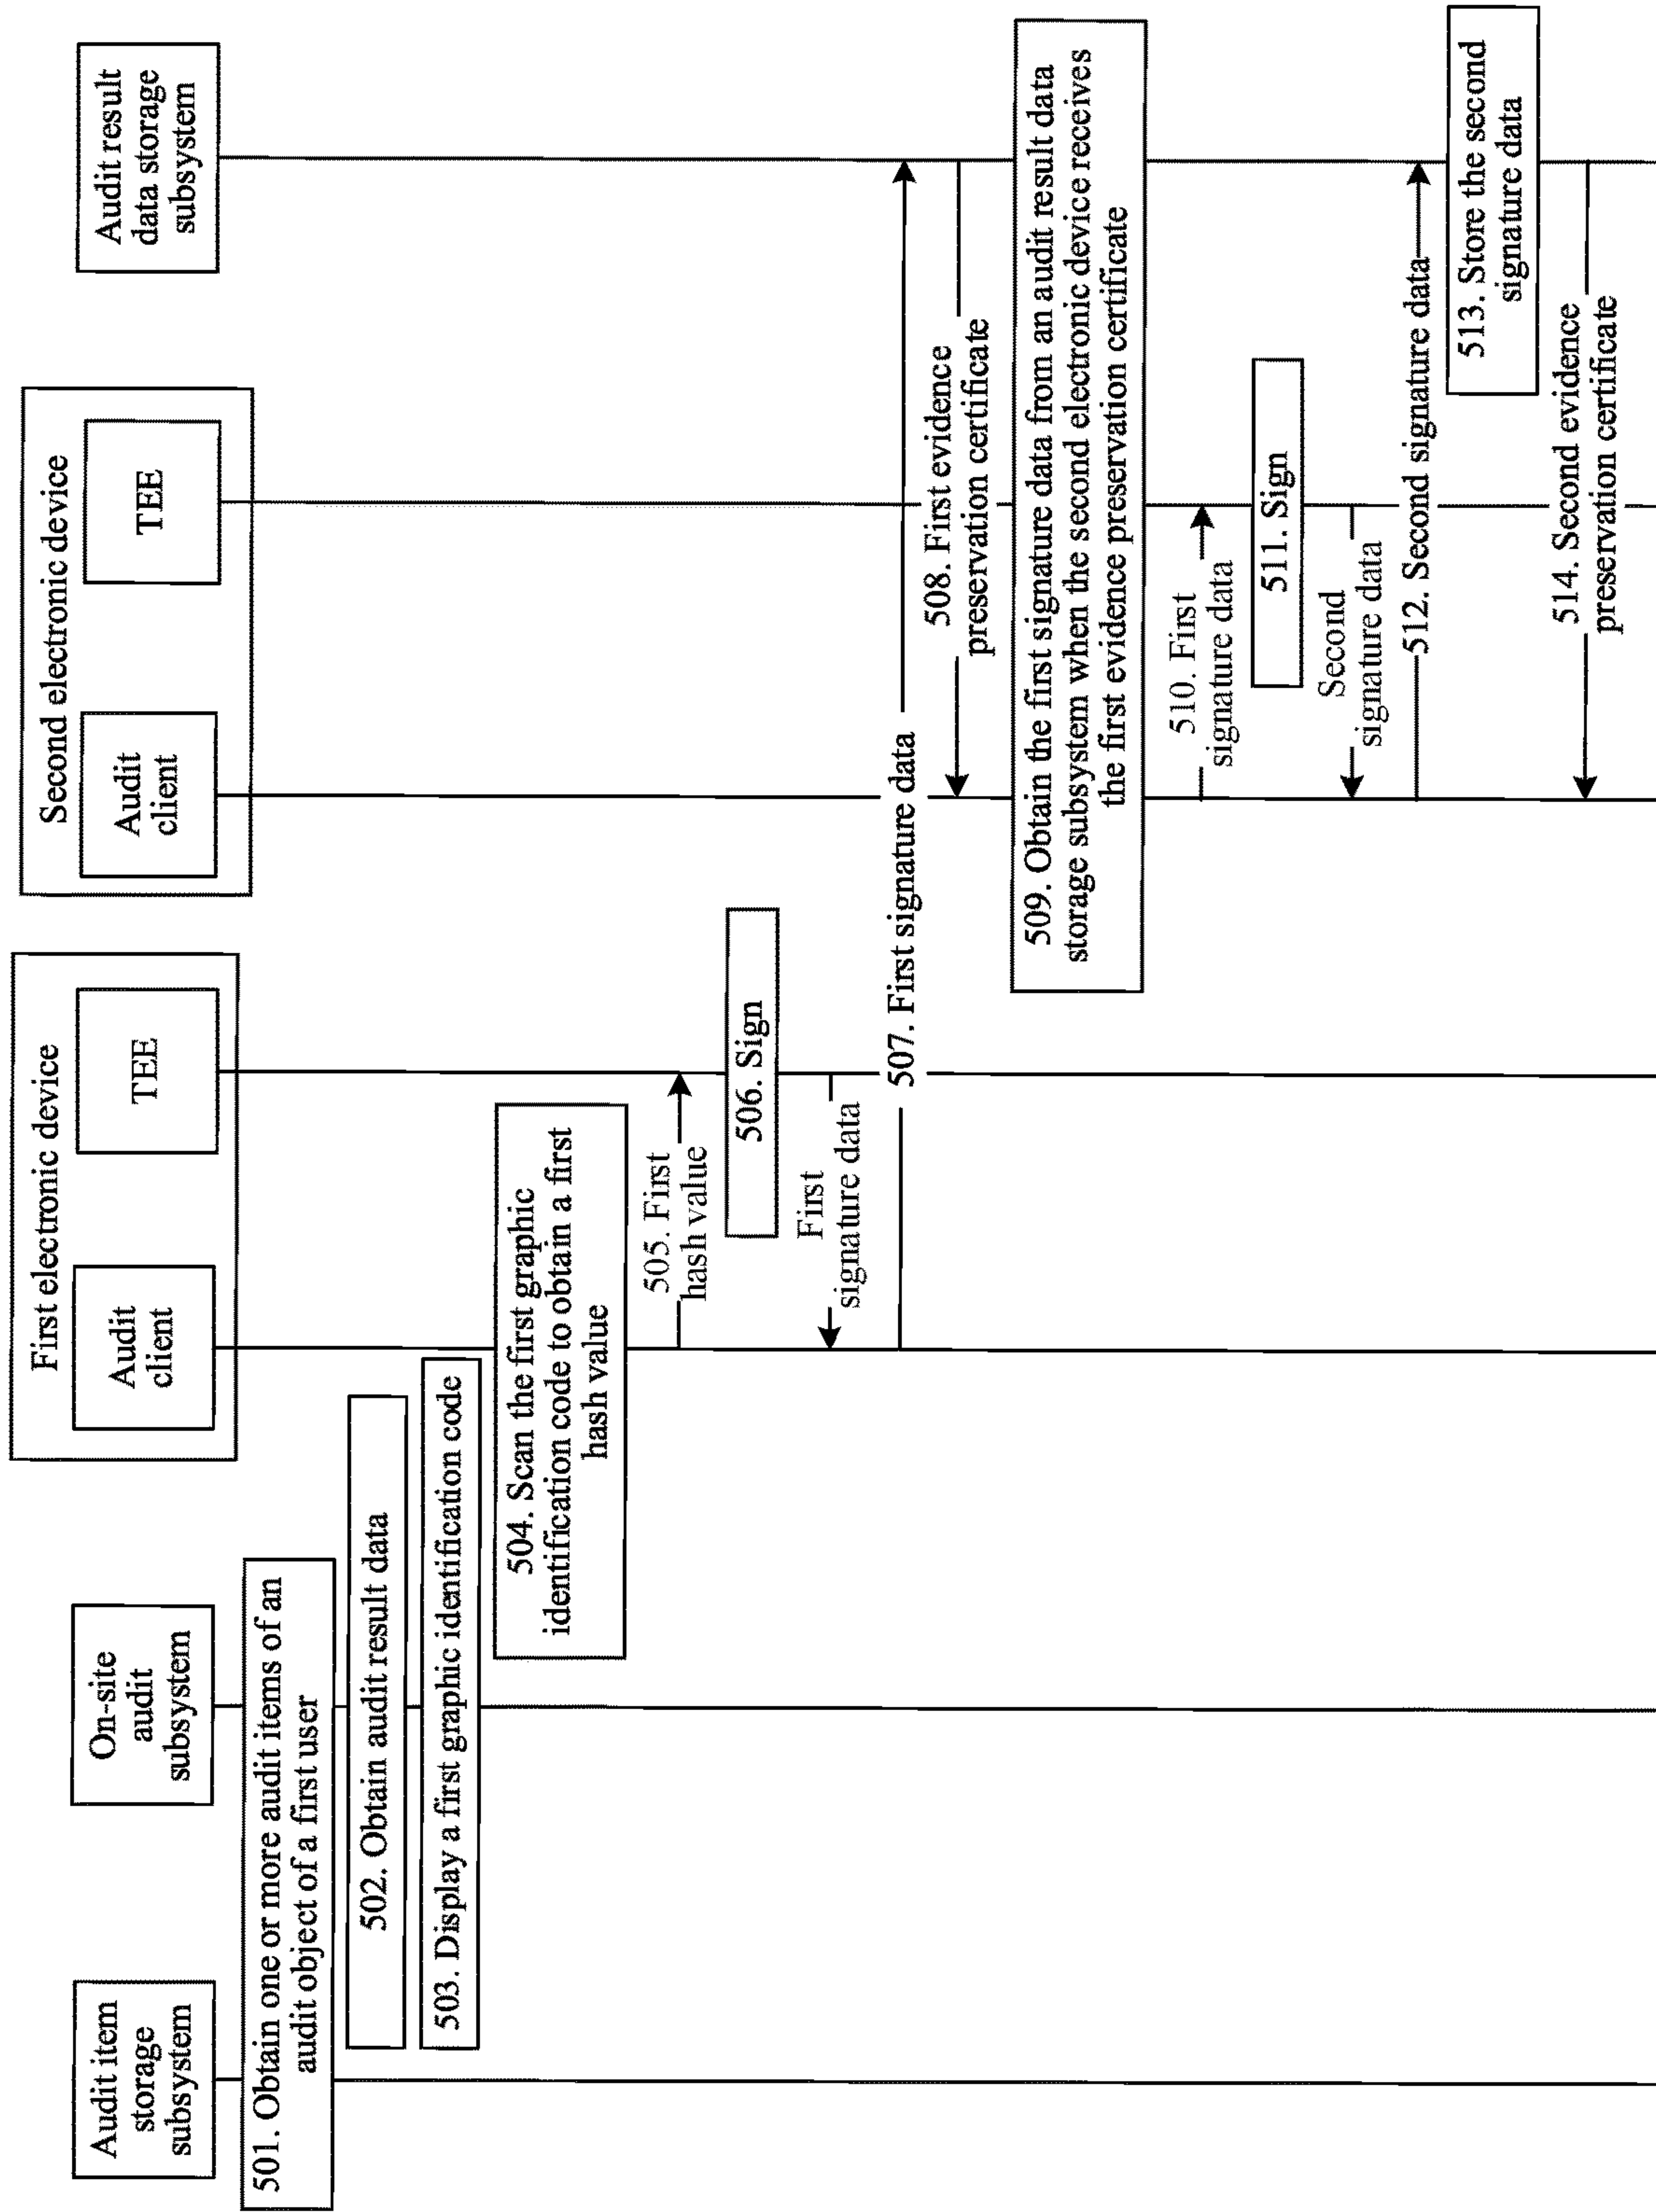 Audit item
storage
subsystem
On-site
audit
subsystem
First electronic device
Audit
client
TEE
Second electronic device
Audit
client
TEE
Audit result
data storage
subsystem
501. Obtain one or more audit items of an
audit object of a first user
502. Obtain audit result data
503. Display a first graphic identification code
504. Scan the first graphic
identification code to obtain a first
hash value
505. First
hash value
506. Sign
First
signature data
507. First signature data
508. First evidence
preservation certificate
509. Obtain the first signature data from an audit result data
storage subsystem when the second electronic device receives
the first evidence preservation certificate
510. First
signature data
511. Sign
Second
signature data
512. Second signature data
513. Store the second
signature data
514. Second evidence
preservation certificate